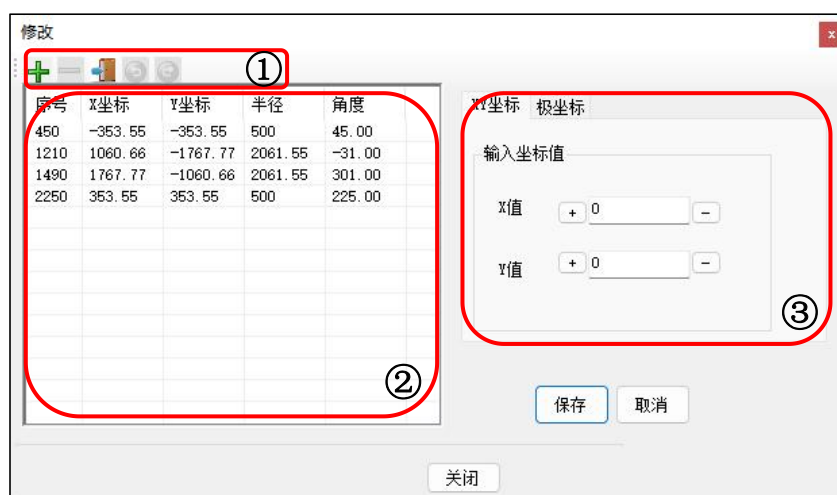 修改
x
①
序号 X坐标 Y坐标 半径 角度
450 -353.55 -353.55 500 45.00
1210 1060.66 -1767.77 2061.55 -31.00
1490 1767.77 -1060.66 2061.55 301.00
2250 353.55 353.55 500 225.00
②
XY坐标 极坐标
输入坐标值
X值 + 0 -
Y值 + 0 -
③
保存 取消
关闭